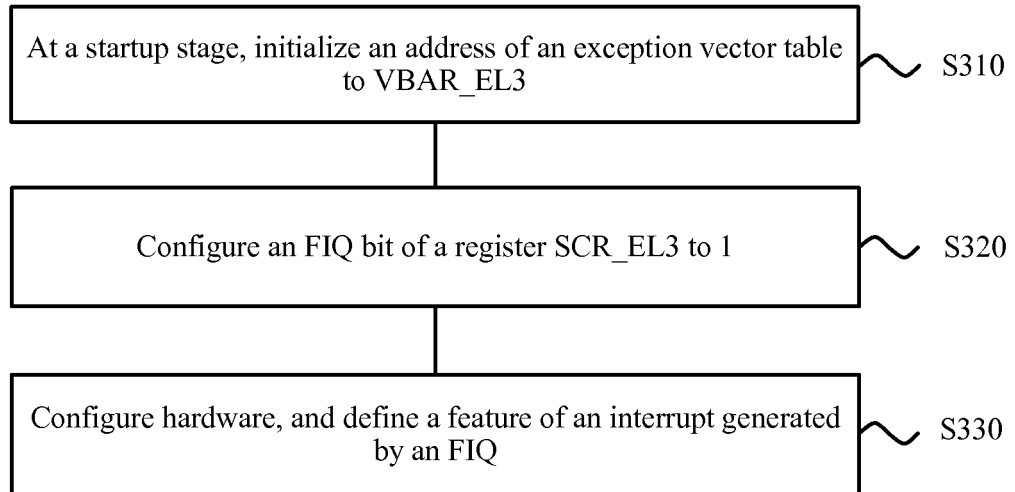 At a startup stage, initialize an address of an exception vector table
to VBAR_EL3
S310
Configure an FIQ bit of a register SCR_EL3 to 1
S320
Configure hardware, and define a feature of an interrupt generated
by an FIQ
S330